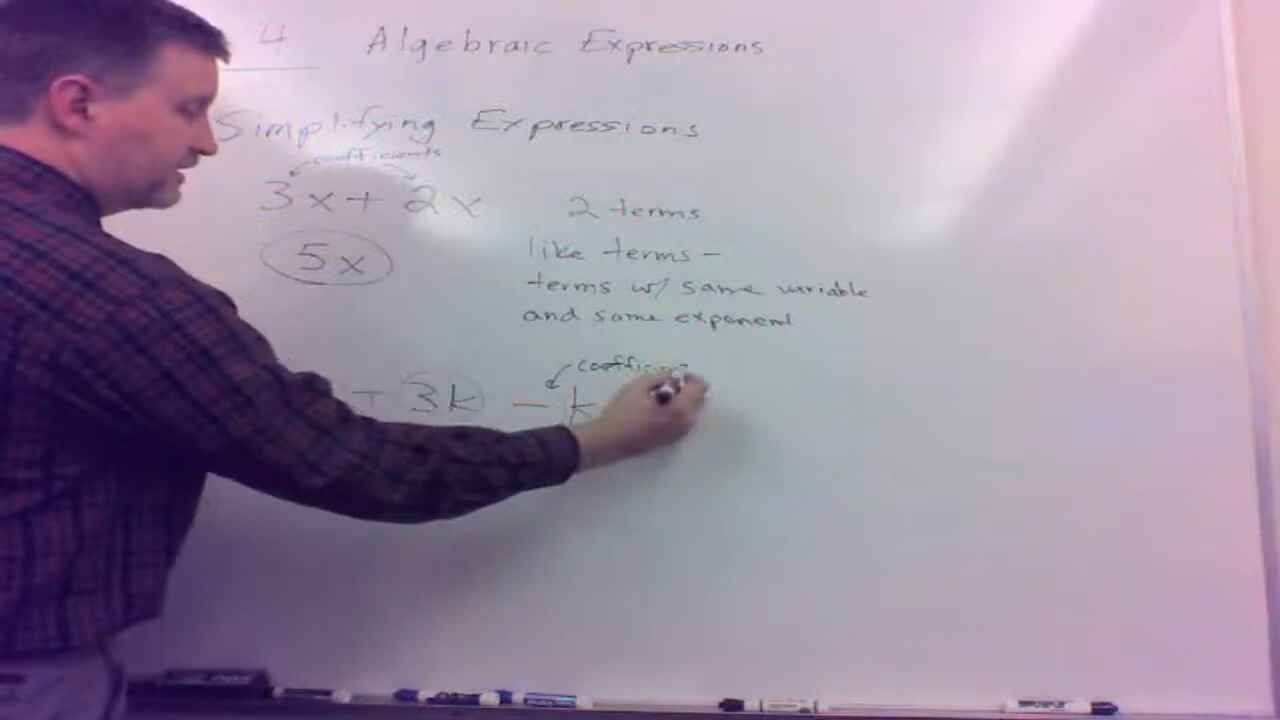 4 Algebraic Expressions
Simplifying Expressions
coefficients
3x + 2x 2 terms
5x like terms -
terms w/ same variable
and same exponent
+ 3k - k